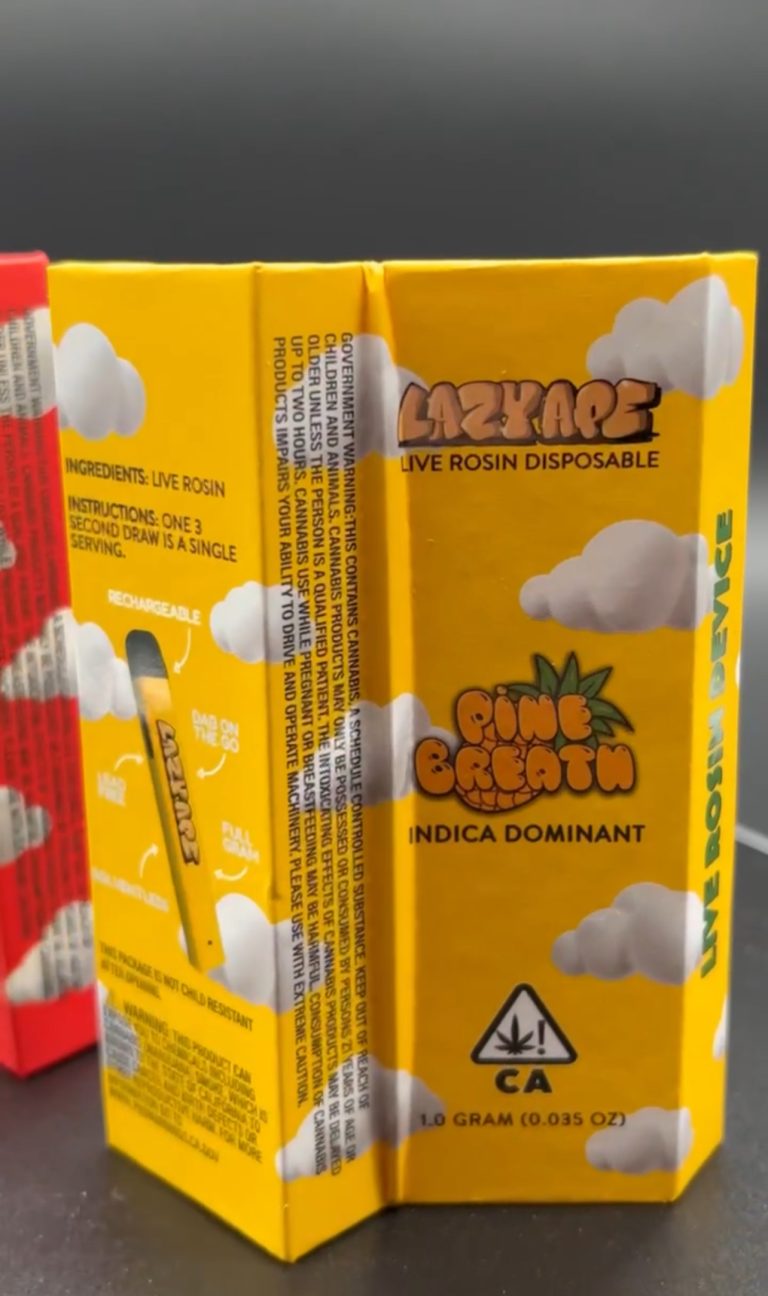 INGREDIENTS: LIVE ROSIN
INSTRUCTIONS: ONE 3
SECOND DRAW IS A SINGLE
SERVING.
RECHARGEABLE
DAB ON
THE GO
LEAD
FREE
LAZYAPE
FULL
GRAM
THIS PACKAGE IS NOT CHILD RESISTANT
AFTER OPENING.
WARNING: THIS PRODUCT CAN
GOVERNMENT WARNING: THIS CONTAINS CANNABIS, A SCHEDULE CONTROLLED SUBSTANCE. KEEP OUT OF REACH OF
CHILDREN AND ANIMALS. CANNABIS PRODUCTS MAY ONLY BE POSSESSED OR CONSUMED BY PERSONS 21 YEARS OF AGE OR
OLDER UNLESS THE PERSON IS A QUALIFIED PATIENT. THE INTOXICATING EFFECTS OF CANNABIS PRODUCTS MAY BE DELAYED
UP TO TWO HOURS. CANNABIS USE WHILE PREGNANT OR BREASTFEEDING MAY BE HARMFUL. CONSUMPTION OF CANNABIS
PRODUCTS IMPAIRS YOUR ABILITY TO DRIVE AND OPERATE MACHINERY. PLEASE USE WITH EXTREME CAUTION.
LAZYAPE
LIVE ROSIN DISPOSABLE
PINE
BREATH
INDICA DOMINANT
!
CA
1.0 GRAM (0.035 OZ)
LIVE ROSIN DEVICE